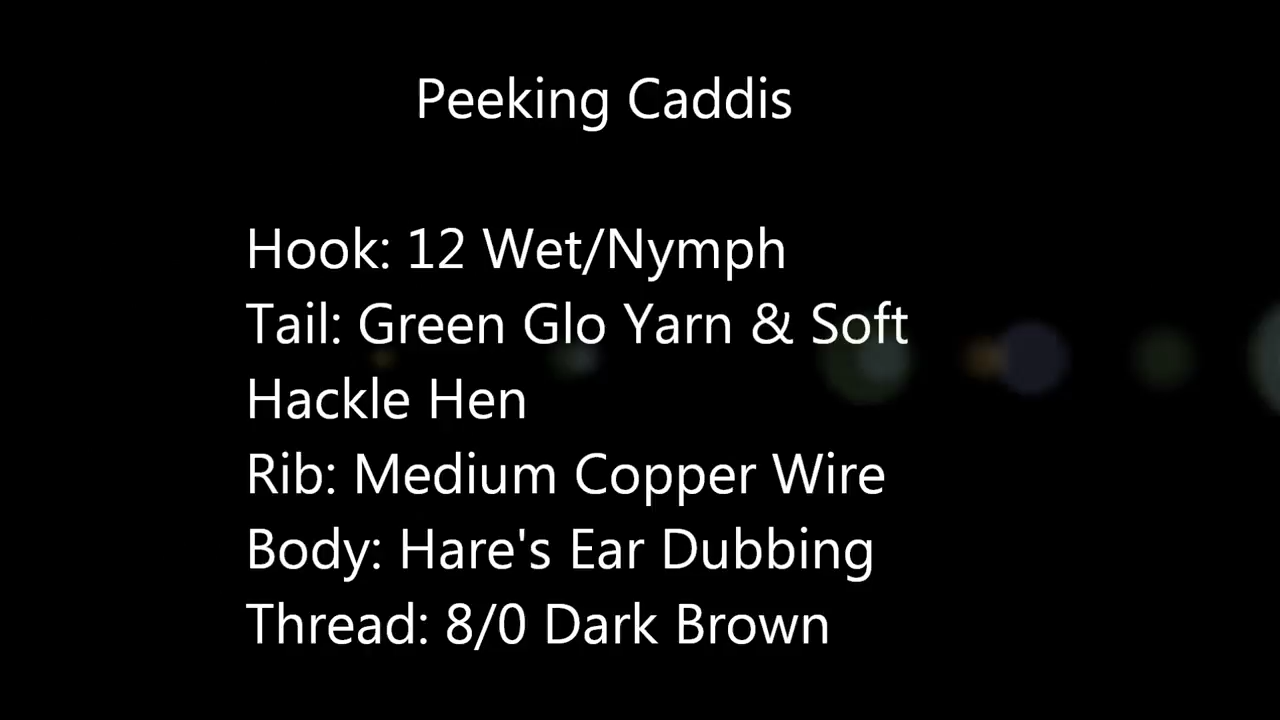 Peeking Caddis
Hook: 12 Wet/Nymph
Tail: Green Glo Yarn & Soft
Hackle Hen
Rib: Medium Copper Wire
Body: Hare's Ear Dubbing
Thread: 8/0 Dark Brown